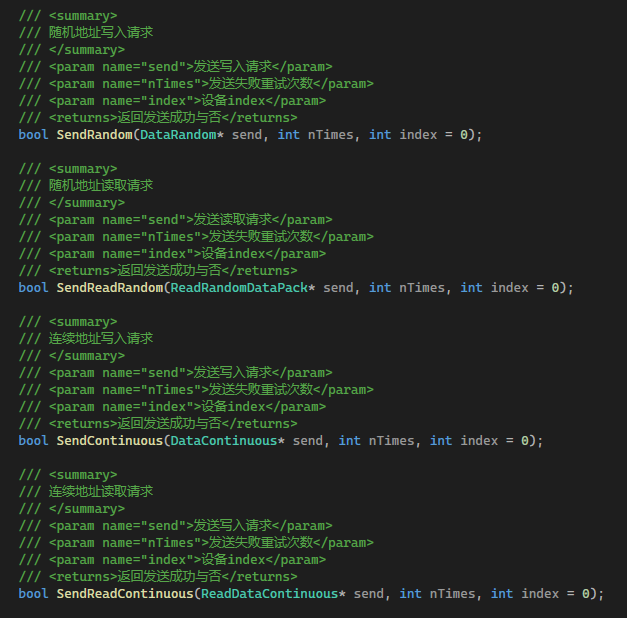 /// <summary>
/// 随机地址写入请求
/// </summary>
/// <param name="send">发送写入请求</param>
/// <param name="nTimes">发送失败重试次数</param>
/// <param name="index">设备index</param>
/// <returns>返回发送成功与否</returns>
bool SendRandom(DataRandom* send, int nTimes, int index = 0);
/// <summary>
/// 随机地址读取请求
/// </summary>
/// <param name="send">发送读取请求</param>
/// <param name="nTimes">发送失败重试次数</param>
/// <param name="index">设备index</param>
/// <returns>返回发送成功与否</returns>
bool SendReadRandom(ReadRandomDataPack* send, int nTimes, int index = 0);
/// <summary>
/// 连续地址写入请求
/// </summary>
/// <param name="send">发送写入请求</param>
/// <param name="nTimes">发送失败重试次数</param>
/// <param name="index">设备index</param>
/// <returns>返回发送成功与否</returns>
bool SendContinuous(DataContinuous* send, int nTimes, int index = 0);
/// <summary>
/// 连续地址读取请求
/// </summary>
/// <param name="send">发送写入请求</param>
/// <param name="nTimes">发送失败重试次数</param>
/// <param name="index">设备index</param>
/// <returns>返回发送成功与否</returns>
bool SendReadContinuous(ReadDataContinuous* send, int nTimes, int index = 0);